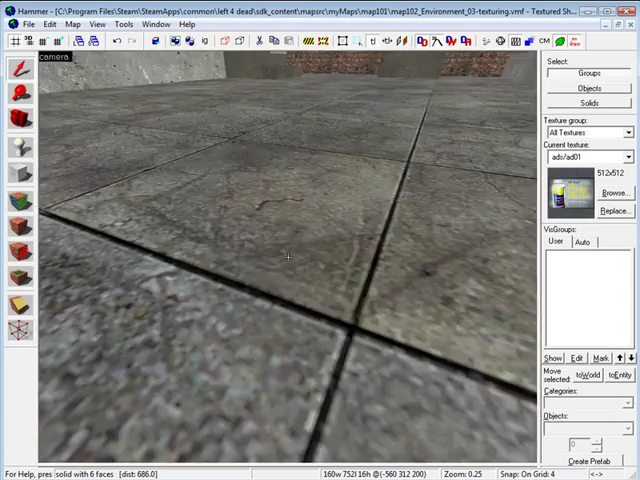 Hammer - [C:\Program Files\Steam\SteamApps\common\left 4 dead\sdk_content\mapsrc\myMaps\map101\map102_Environment_03-texturing.vmf - Textured Sh...
File Edit Map View Tools Window Help
camera
Select:
Groups
Objects
Solids
Texture group:
All Textures
Current texture:
ads/ad01
512x512
Browse...
Replace...
VisGroups:
User Auto
Show Edit Mark
Move selected:
toWorld toEntity
Categories:
Objects:
0
Create Prefab
For Help, pres solid with 6 faces [dist: 686.0] 160w 752l 16h @(-560 312 200) Zoom: 0.25 Snap: On Grid: 4 <->